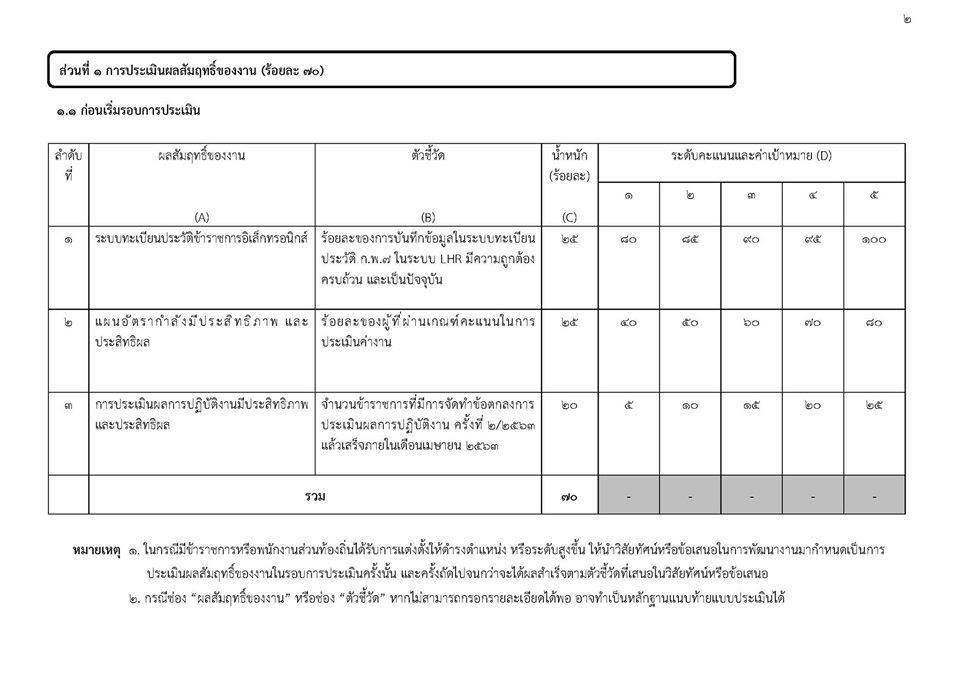 ๒
ส่วนที่ ๑ การประเมินผลสัมฤทธิ์ของงาน (ร้อยละ ๗๐)
๑.๑ ก่อนเริ่มรอบการประเมิน
ลำดับที่ ผลสัมฤทธิ์ของงาน (A) ตัวชี้วัด (B) น้ำหนัก (ร้อยละ) (C) ระดับคะแนนและค่าเป้าหมาย (D)
๑ ๒ ๓ ๔ ๕
๑ ระบบทะเบียนประวัติข้าราชการอิเล็กทรอนิกส์ ร้อยละของการบันทึกข้อมูลในระบบทะเบียน ๒๕ ๘๐ ๘๕ ๙๐ ๙๕ ๑๐๐
ประวัติ ก.พ.๗ ในระบบ LHR มีความถูกต้อง
ครบถ้วน และเป็นปัจจุบัน
๒ แผนอัตรากำลังมีประสิทธิภาพ และ ร้อยละของผู้ที่ผ่านเกณฑ์คะแนนในการ ๒๕ ๔๐ ๕๐ ๖๐ ๗๐ ๘๐
ประสิทธิผล ประเมินค่างาน
๓ การประเมินผลการปฏิบัติงานมีประสิทธิภาพ จำนวนข้าราชการที่มีการจัดทำข้อตกลงการ ๒๐ ๕ ๑๐ ๑๕ ๒๐ ๒๕
และประสิทธิผล ประเมินผลการปฏิบัติงาน ครั้งที่ ๒/๒๕๖๓
แล้วเสร็จภายในเดือนเมษายน ๒๕๖๓
รวม ๗๐ - - - - -
หมายเหตุ ๑. ในกรณีมีข้าราชการหรือพนักงานส่วนท้องถิ่นได้รับการแต่งตั้งให้ดำรงตำแหน่ง หรือระดับสูงขึ้น ให้นำวิสัยทัศน์หรือข้อเสนอในการพัฒนางานมากำหนดเป็นการ
ประเมินผลสัมฤทธิ์ของงานในรอบการประเมินครั้งนั้น และครั้งถัดไปจนกว่าจะได้ผลสำเร็จตามตัวชี้วัดที่เสนอในวิสัยทัศน์หรือข้อเสนอ
๒. กรณีช่อง “ผลสัมฤทธิ์ของงาน” หรือช่อง “ตัวชี้วัด” หากไม่สามารถกรอกรายละเอียดได้พอ อาจทำเป็นหลักฐานแนบท้ายแบบประเมินได้